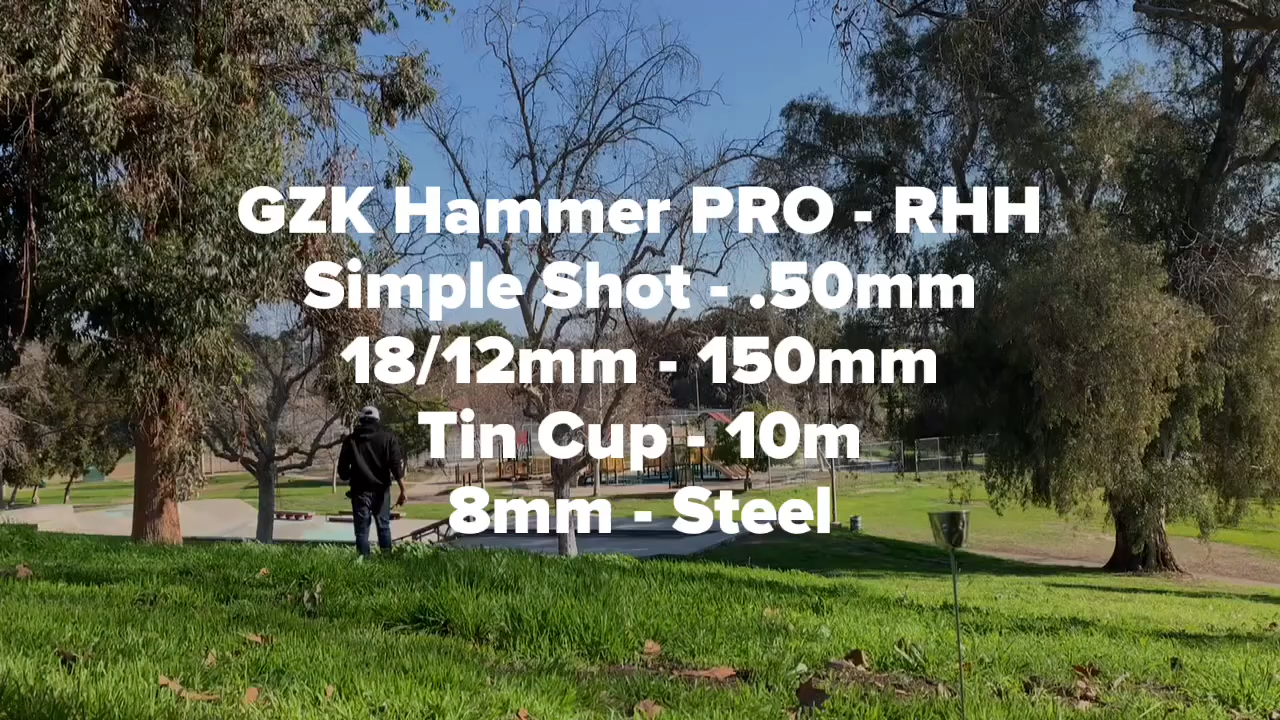 GZK Hammer PRO - RHH
Simple Shot - .50mm
18/12mm - 150mm
Tin Cup - 10m
8mm - Steel